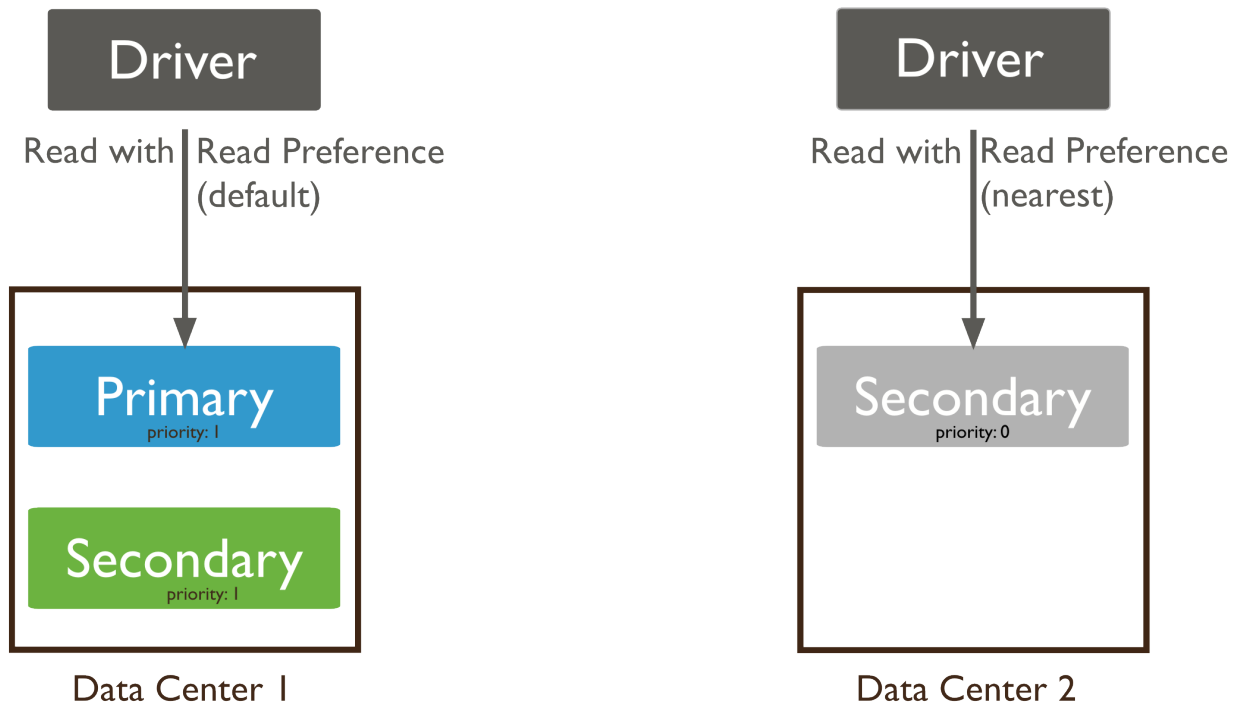 Driver
Read with Read Preference
(default)
Primary
priority: 1
Secondary
priority: 1
Data Center 1
Driver
Read with Read Preference
(nearest)
Secondary
priority: 0
Data Center 2